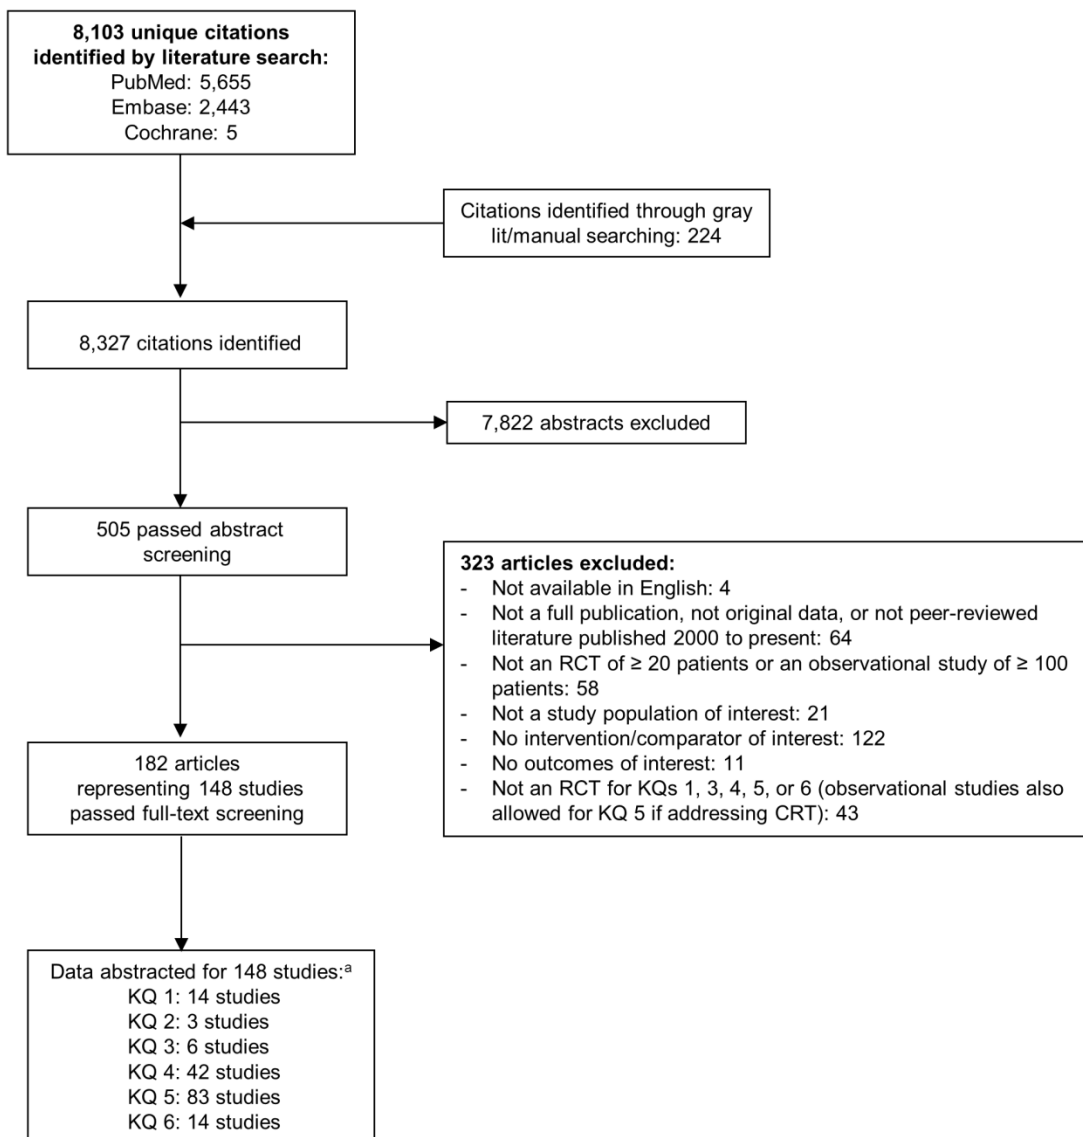 8,103 unique citations
identified by literature search:
PubMed: 5,655
Embase: 2,443
Cochrane: 5
Citations identified through gray
lit/manual searching: 224
8,327 citations identified
7,822 abstracts excluded
505 passed abstract
screening
323 articles excluded:
- Not available in English: 4
- Not a full publication, not original data, or not peer-reviewed
literature published 2000 to present: 64
- Not an RCT of ≥ 20 patients or an observational study of ≥ 100
patients: 58
- Not a study population of interest: 21
- No intervention/comparator of interest: 122
- No outcomes of interest: 11
- Not an RCT for KQs 1, 3, 4, 5, or 6 (observational studies also
allowed for KQ 5 if addressing CRT): 43
182 articles
representing 148 studies
passed full-text screening
Data abstracted for 148 studies:ᵃ
KQ 1: 14 studies
KQ 2: 3 studies
KQ 3: 6 studies
KQ 4: 42 studies
KQ 5: 83 studies
KQ 6: 14 studies